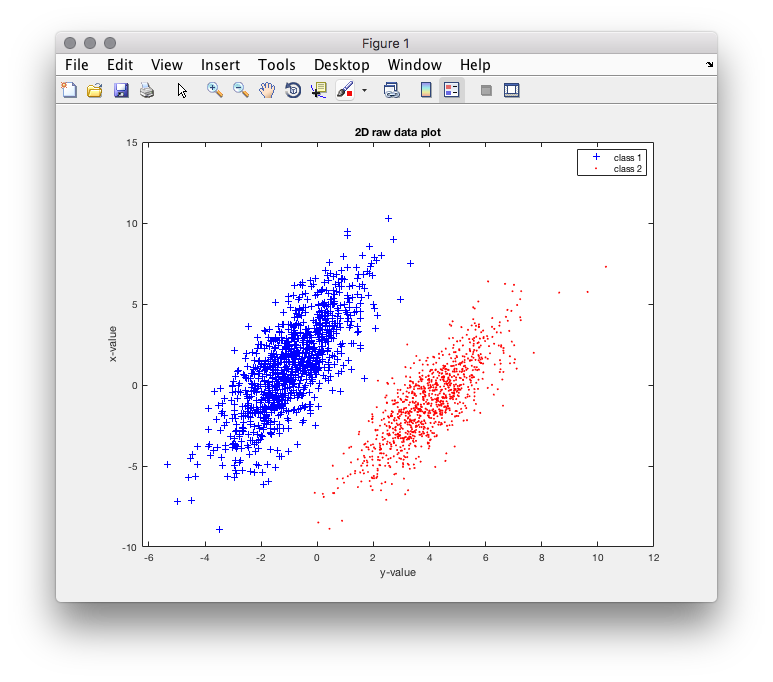 Figure 1
File Edit View Insert Tools Desktop Window Help
2D raw data plot
class 1
class 2
15
10
5
0
-5
-10
x-value
-6 -4 -2 0 2 4 6 8 10 12
y-value